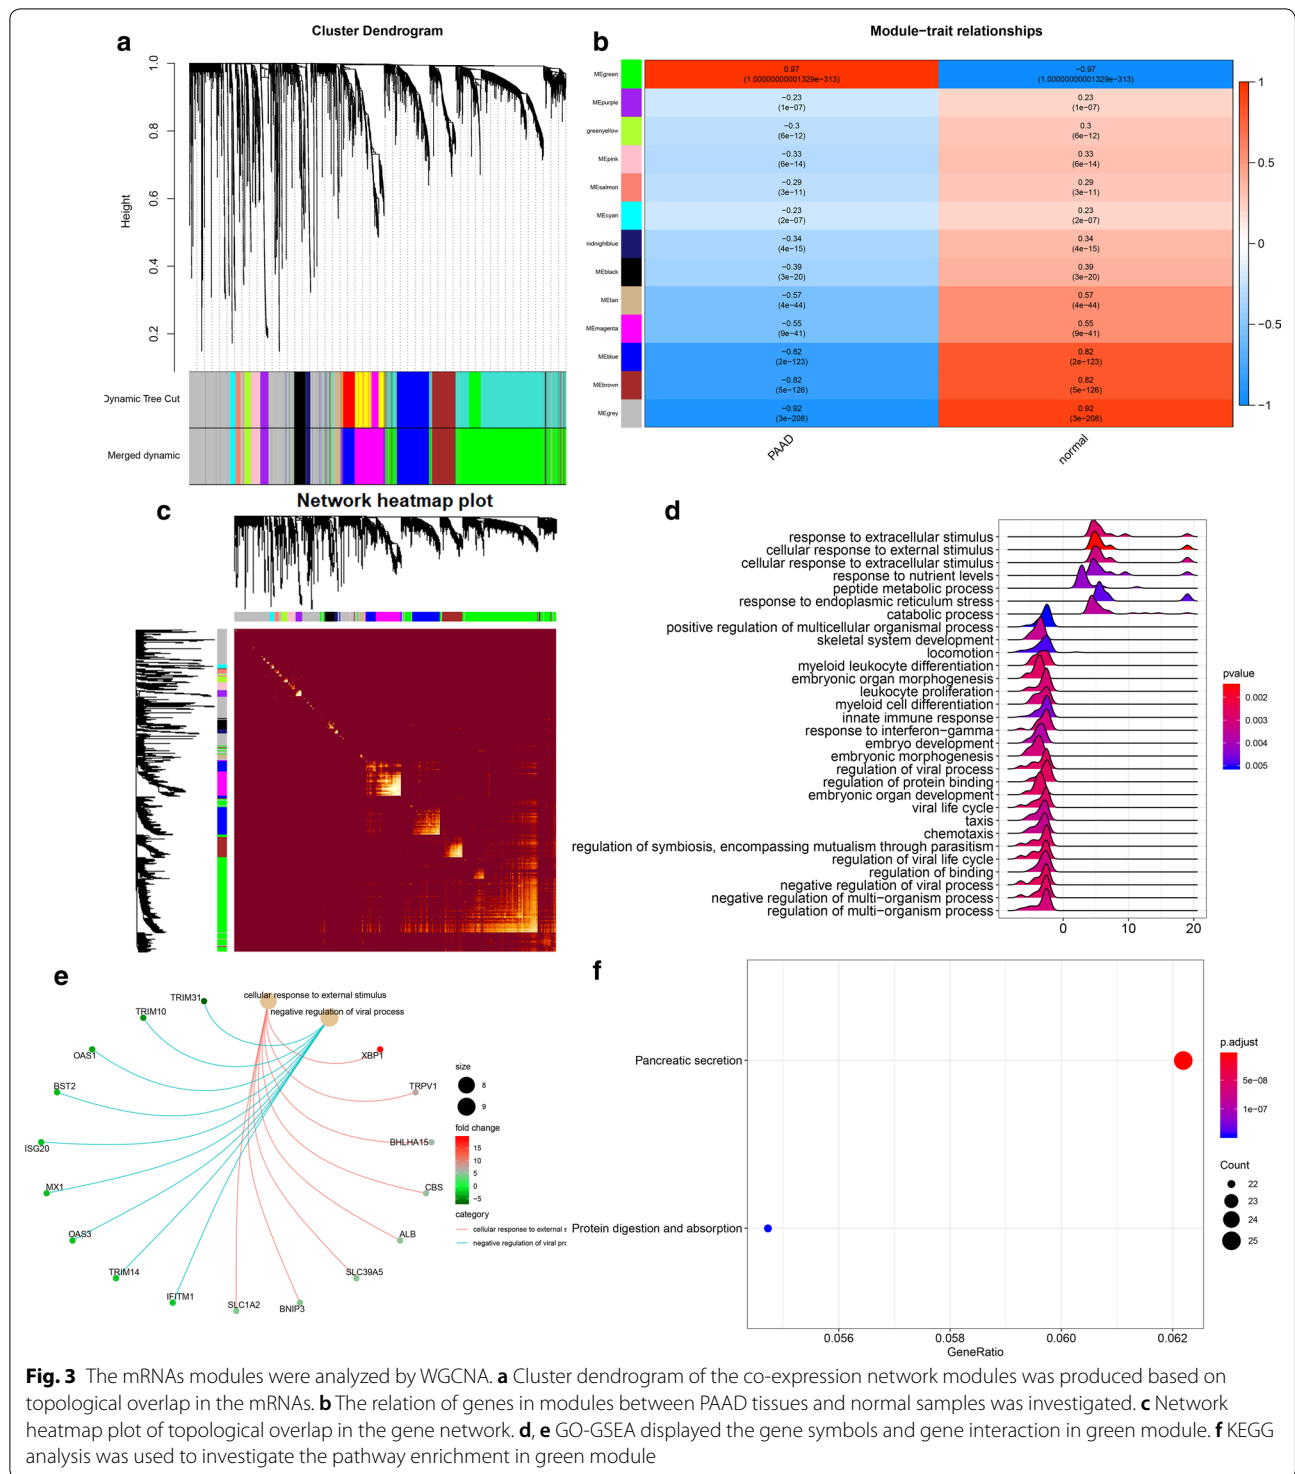 a
Cluster Dendrogram
Height
1.0
0.8
0.6
0.4
0.2
Dynamic Tree Cut
Merged dynamic
b
Module−trait relationships
MEgreen
0.97
(1.00000000001329e−313)
−0.97
(1.00000000001329e−313)
MEpurple
−0.23
(1e−07)
0.23
(1e−07)
greenyellow
−0.3
(6e−12)
0.3
(6e−12)
MEpink
−0.33
(6e−14)
0.33
(6e−14)
MEsalmon
−0.29
(3e−11)
0.29
(3e−11)
MEcyan
−0.23
(2e−07)
0.23
(2e−07)
midnightblue
−0.34
(4e−15)
0.34
(4e−15)
MEblack
−0.39
(3e−20)
0.39
(3e−20)
MEtan
−0.57
(4e−44)
0.57
(4e−44)
MEmagenta
−0.55
(9e−41)
0.55
(9e−41)
MEblue
−0.82
(2e−123)
0.82
(2e−123)
MEbrown
−0.82
(5e−126)
0.82
(5e−126)
MEgrey
−0.92
(3e−208)
0.92
(3e−208)
PAAD
normal
1
0.5
0
−0.5
−1
c
Network heatmap plot
d
response to extracellular stimulus
cellular response to external stimulus
cellular response to extracellular stimulus
response to nutrient levels
peptide metabolic process
response to endoplasmic reticulum stress
catabolic process
positive regulation of multicellular organismal process
skeletal system development
locomotion
myeloid leukocyte differentiation
embryonic organ morphogenesis
leukocyte proliferation
myeloid cell differentiation
innate immune response
response to interferon−gamma
embryo development
embryonic morphogenesis
regulation of viral process
regulation of protein binding
embryonic organ development
viral life cycle
taxis
chemotaxis
regulation of symbiosis, encompassing mutualism through parasitism
regulation of viral life cycle
regulation of binding
negative regulation of viral process
negative regulation of multi−organism process
regulation of multi−organism process
0
10
20
pvalue
0.002
0.003
0.004
0.005
e
cellular response to external stimulus
negative regulation of viral process
TRIM31
TRIM10
OAS1
BST2
ISG20
MX1
OAS3
TRIM14
IFITM1
SLC1A2
BNIP3
SLC39A5
ALB
CBS
BHLHA15
TRPV1
XBP1
size
8
9
fold change
15
10
5
0
−5
category
cellular response to external s
negative regulation of viral pro
f
Pancreatic secretion
Protein digestion and absorption
0.056
0.058
0.060
0.062
GeneRatio
p.adjust
5e−08
1e−07
Count
22
23
24
25
Fig. 3 The mRNAs modules were analyzed by WGCNA. a Cluster dendrogram of the co-expression network modules was produced based on
topological overlap in the mRNAs. b The relation of genes in modules between PAAD tissues and normal samples was investigated. c Network
heatmap plot of topological overlap in the gene network. d, e GO-GSEA displayed the gene symbols and gene interaction in green module. f KEGG
analysis was used to investigate the pathway enrichment in green module